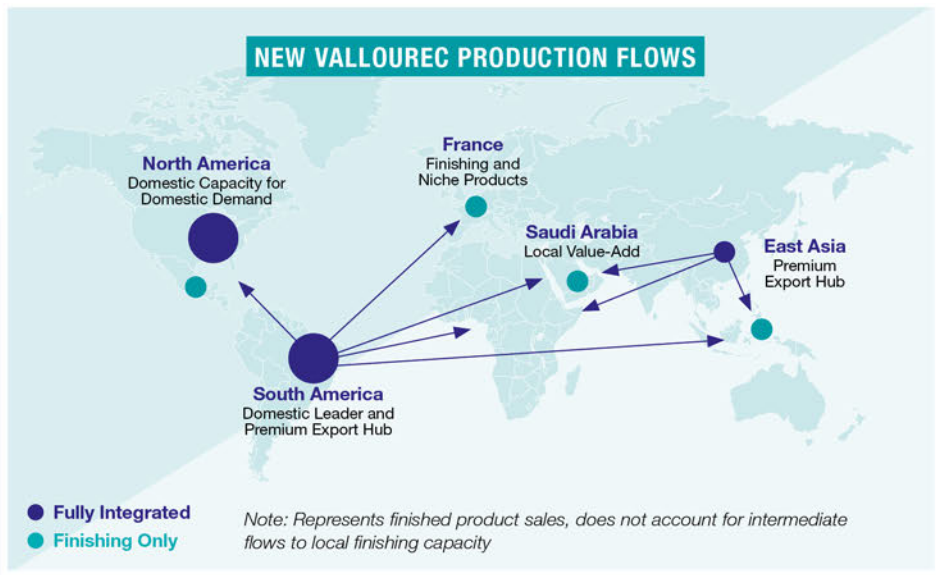 NEW VALLOUREC PRODUCTION FLOWS
North America
Domestic Capacity for
Domestic Demand
France
Finishing and
Niche Products
Saudi Arabia
Local Value-Add
East Asia
Premium
Export Hub
South America
Domestic Leader and
Premium Export Hub
Fully Integrated
Finishing Only
Note: Represents finished product sales, does not account for intermediate
flows to local finishing capacity